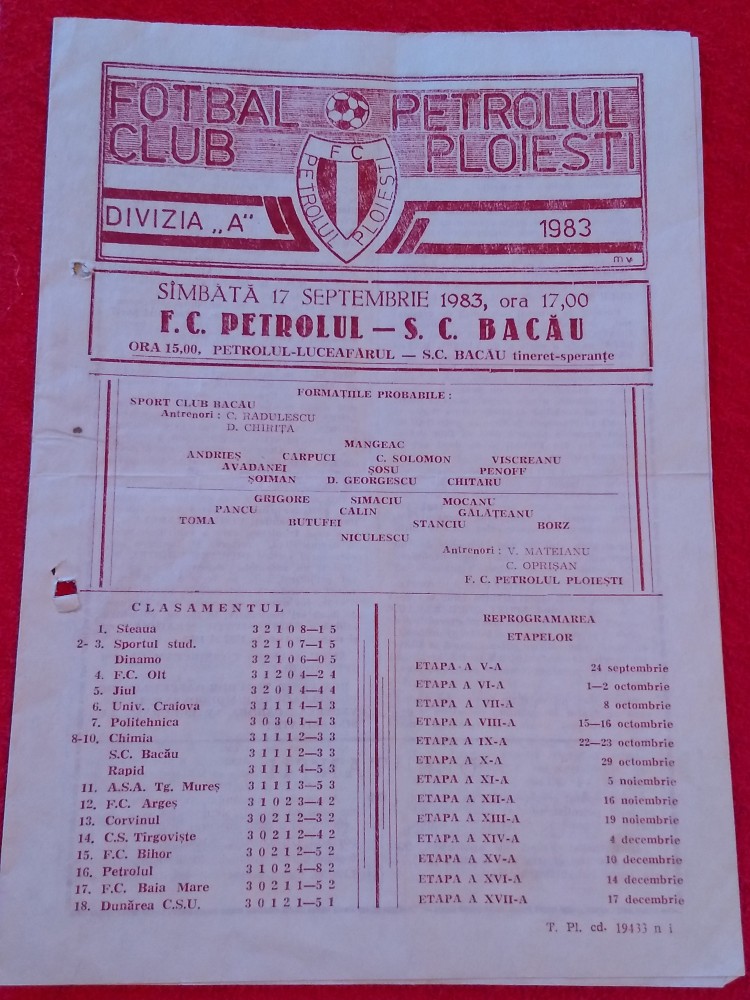 FOTBAL PETROLUL
CLUB PLOIESTI
F C
PETROLUL PLOIEȘTI
DIVIZIA „A" 1983
m v
SÎMBĂTĂ 17 SEPTEMBRIE 1983, ora 17,00
F. C. PETROLUL — S. C. BACĂU
ORA 15,00, PETROLUL-LUCEAFĂRUL — S.C. BACĂU tineret-speranțe
FORMAȚIILE PROBABILE :
SPORT CLUB BACĂU
Antrenori : C. RADULESCU
D. CHIRIȚA
MANGEAC
ANDRIEȘ CARPUCI C. SOLOMON VISCREANU
AVADANEI ȘOSU PENOFF
ȘOIMAN D. GEORGESCU CHITARU
GRIGORE SIMACIU MOCANU
PANCU CALIN GĂLĂȚEANU
TOMA BUTUFEI STANCIU BORZ
NICULESCU
Antrenori : V. MATEIANU
C. OPRIȘAN
F. C. PETROLUL PLOIEȘTI
CLASAMENTUL
1. Steaua 3 2 1 0 8—1 5
2- 3. Sportul stud. 3 2 1 0 7—1 5
Dinamo 3 2 1 0 6—0 5
4. F.C. Olt 3 1 2 0 4—2 4
5. Jiul 3 2 0 1 4—4 4
6. Univ. Craiova 3 1 1 1 4—1 3
7. Politehnica 3 0 3 0 1—1 3
8-10. Chimia 3 1 1 1 2—3 3
S.C. Bacău 3 1 1 1 2—3 3
Rapid 3 1 1 1 4—5 3
11. A.S.A. Tg. Mureș 3 1 1 1 3—5 3
12. F.C. Argeș 3 1 0 2 3—4 2
13. Corvinul 3 0 2 1 2—3 2
14. C.S. Tîrgoviște 3 0 2 1 2—4 2
15. F.C. Bihor 3 0 2 1 2—5 2
16. Petrolul 3 1 0 2 4—8 2
17. F.C. Baia Mare 3 0 2 1 1—5 2
18. Dunărea C.S.U. 3 0 1 2 1—5 1
REPROGRAMAREA
ETAPELOR
ETAPA A V-A 24 septembrie
ETAPA A VI-A 1—2 octombrie
ETAPA A VII-A 8 octombrie
ETAPA A VIII-A 15—16 octombrie
ETAPA A IX-A 22—23 octombrie
ETAPA A X-A 29 octombrie
ETAPA A XI-A 5 noiembrie
ETAPA A XII-A 16 noiembrie
ETAPA A XIII-A 19 noiembrie
ETAPA A XIV-A 4 decembrie
ETAPA A XV-A 10 decembrie
ETAPA A XVI-A 14 decembrie
ETAPA A XVII-A 17 decembrie
T. Pl. cd. 19433 n i